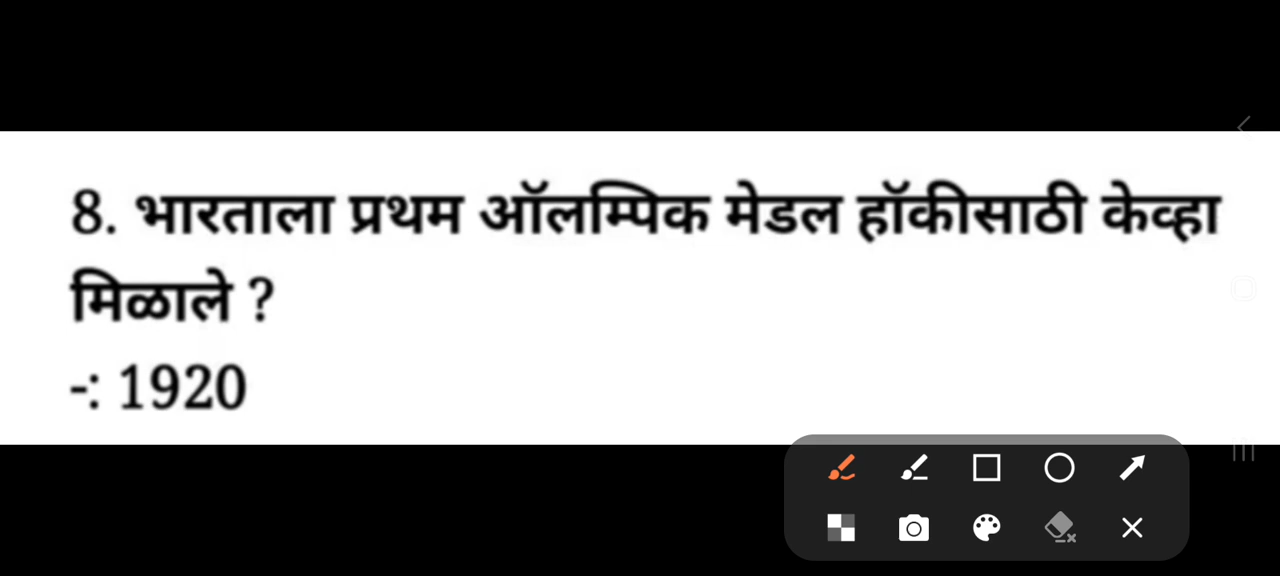 8. भारताला प्रथम ऑलम्पिक मेडल हॉकीसाठी केव्हा
मिळाले ?
-: 1920